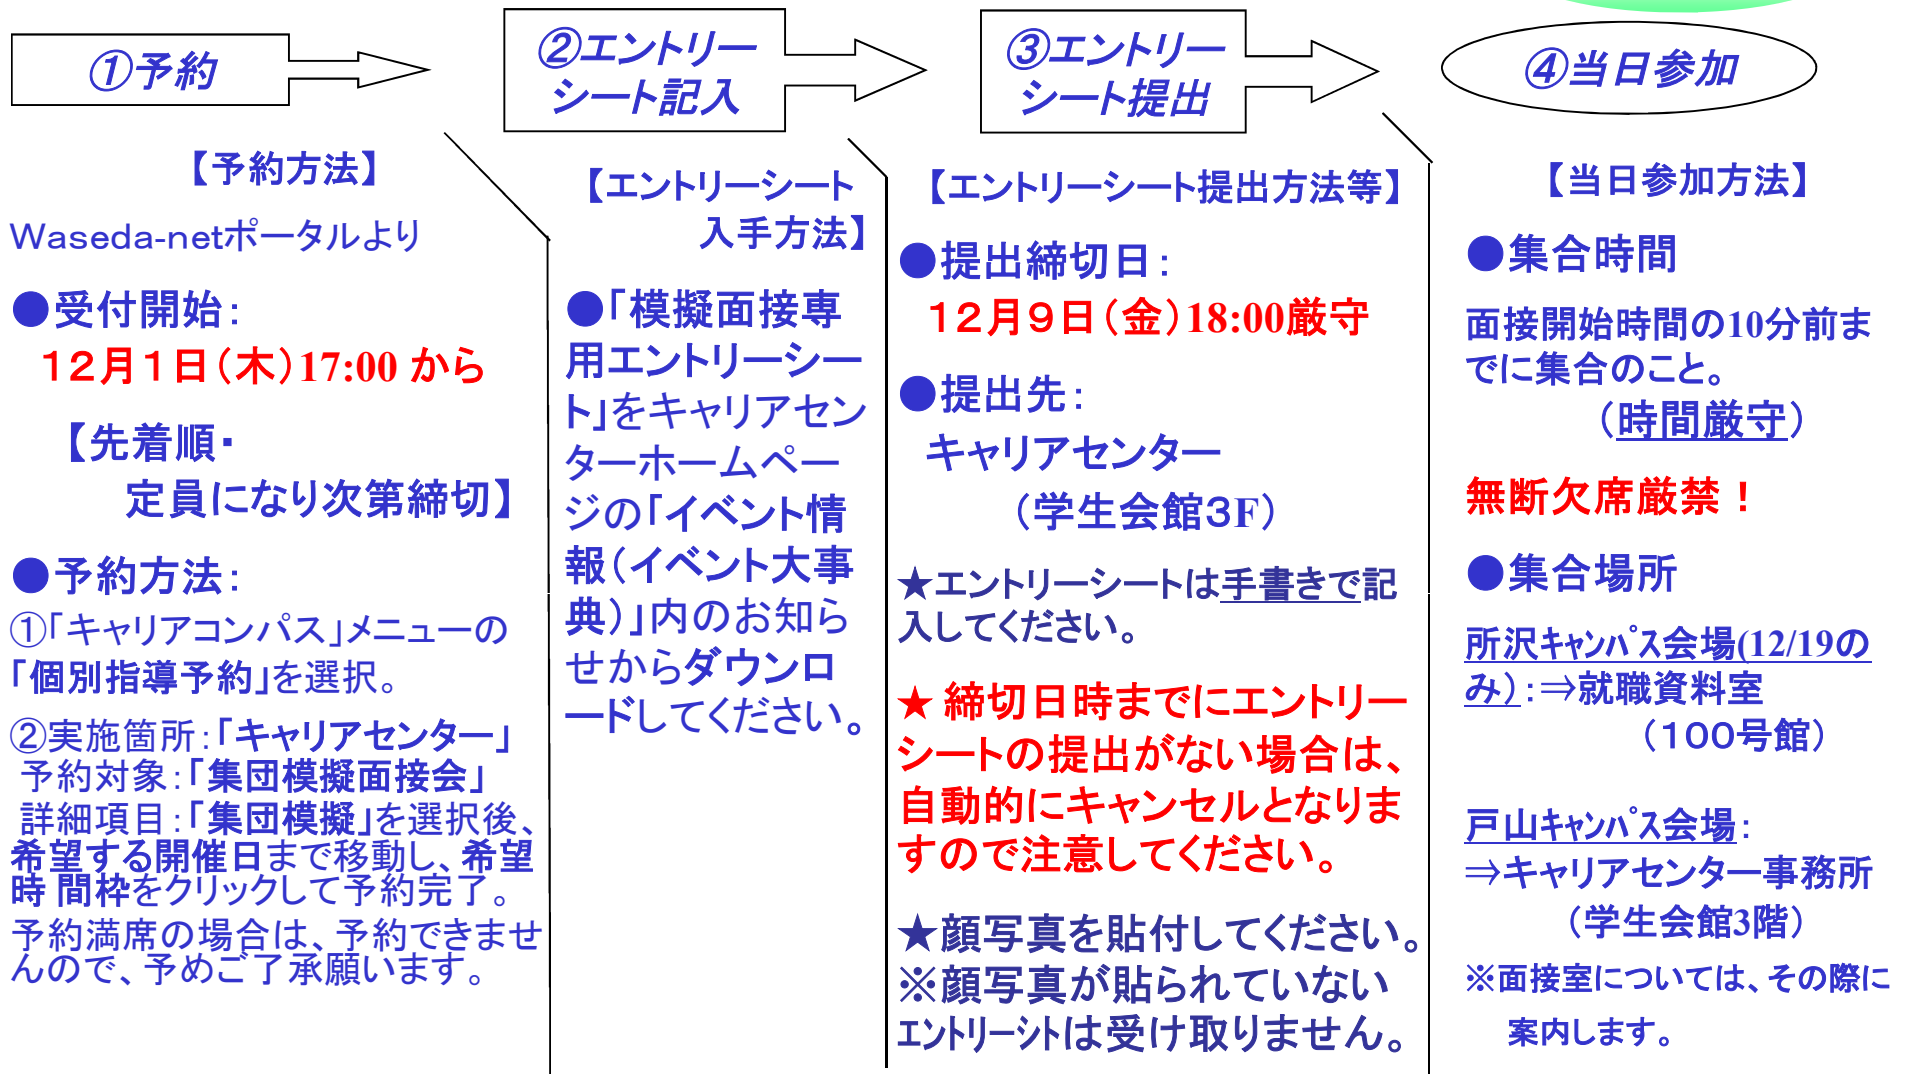 ①予約
②エントリー
シート記入
③エントリー
シート提出
④当日参加
【予約方法】
Waseda-netポータルより
●受付開始:
12月1日(木)17:00 から
【先着順・
定員になり次第締切】
●予約方法:
①「キャリアコンパス」メニューの
「個別指導予約」を選択。
②実施箇所:「キャリアセンター」
予約対象:「集団模擬面接会」
詳細項目:「集団模擬」を選択後、
希望する開催日まで移動し、希望
時 間枠をクリックして予約完了。
予約満席の場合は、予約できませ
んので、予めご了承願います。
【エントリーシート
入手方法】
●「模擬面接専
用エントリーシー
ト」をキャリアセン
ターホームペー
ジの「イベント情
報(イベント大事
典)」内のお知ら
せからダウンロ
ードしてください。
【エントリーシート提出方法等】
●提出締切日:
12月9日(金)18:00厳守
●提出先:
キャリアセンター
(学生会館3F)
★エントリーシートは手書きで記
入してください。
★ 締切日時までにエントリー
シートの提出がない場合は、
自動的にキャンセルとなりま
すので注意してください。
★顔写真を貼付してください。
※顔写真が貼られていない
エントリーシトは受け取りません。
【当日参加方法】
●集合時間
面接開始時間の10分前ま
でに集合のこと。
(時間厳守)
無断欠席厳禁!
●集合場所
所沢キャンパス会場(12/19の
み):⇒就職資料室
(100号館)
戸山キャンパス会場:
⇒キャリアセンター事務所
(学生会館3階)
※面接室については、その際に
案内します。